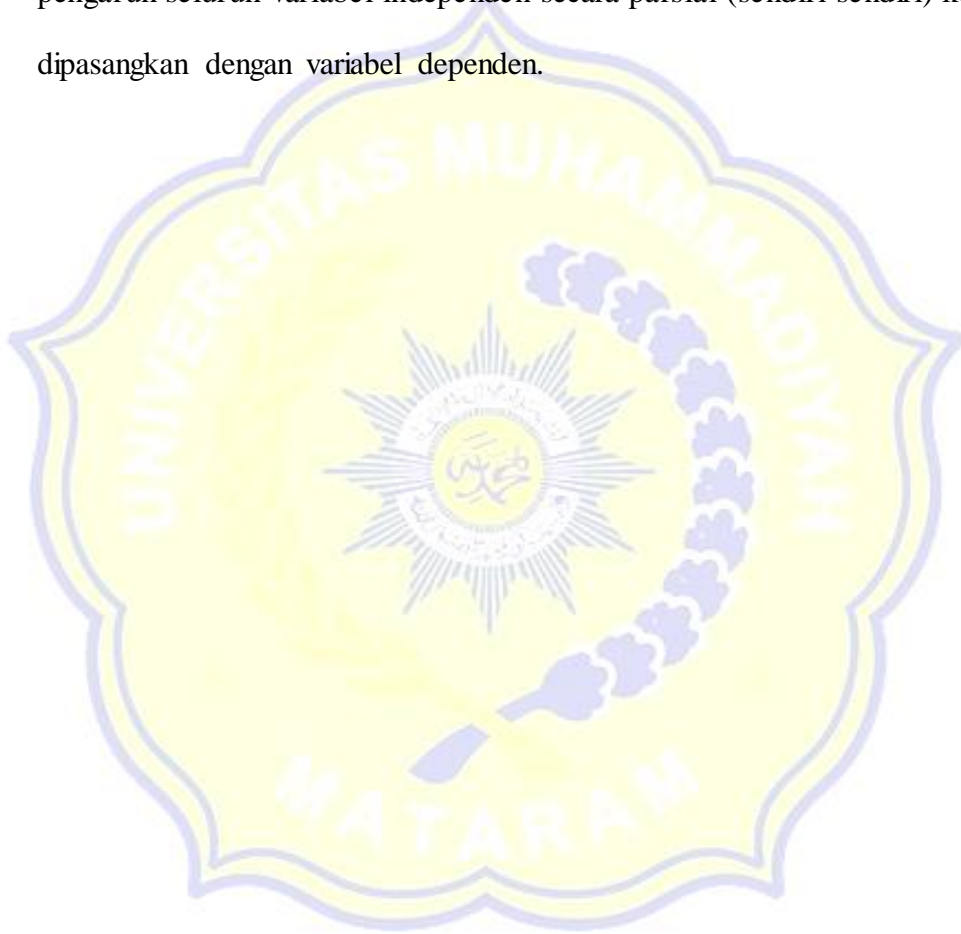 pengaruh seluruh variabel independen secara parsial (sendiri-sendiri)
dipasangkan dengan variabel dependen.
UNIVERSITAS MUHAMMADIYAH
MATARAM